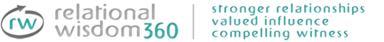 rw relational
wisdom360
stronger relationships
valued influence
compelling witness